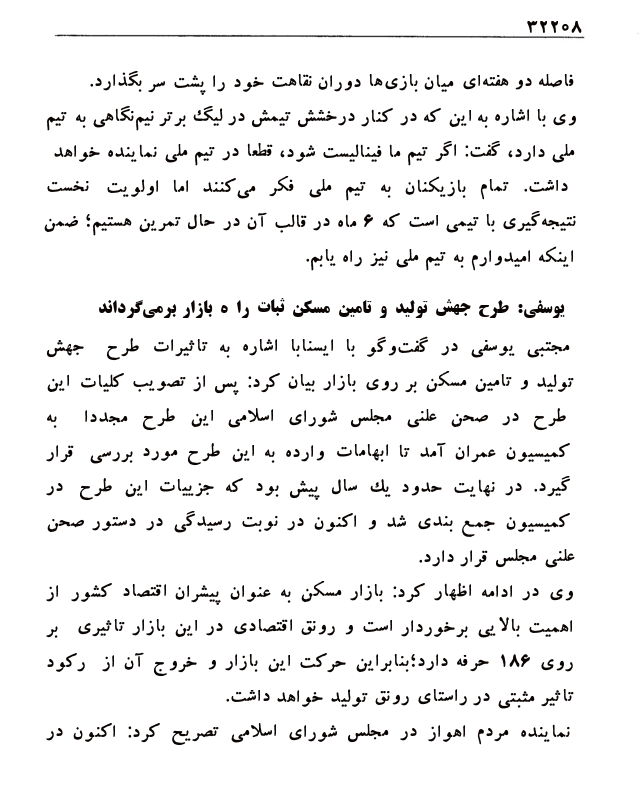 ۳۲۲۰۸
فاصله دو هفته‌ای میان بازی‌ها دوران نقاهت خود را پشت سر بگذارد.
وی با اشاره به این که در کنار درخشش تیمش در لیگ برتر نیم‌نگاهی به تیم
ملی دارد، گفت: اگر تیم ما فینالیست شود، قطعا در تیم ملی نماینده خواهد
داشت. تمام بازیکنان به تیم ملی فکر می‌کنند اما اولویت نخست
نتیجه‌گیری با تیمی است که ۶ ماه در قالب آن در حال تمرین هستیم؛ ضمن
اینکه امیدوارم به تیم ملی نیز راه یابم.
یوسفی: طرح جهش تولید و تامین مسکن ثبات را ه بازار برمی‌گرداند
مجتبی یوسفی در گفت‌وگو با ایسنابا اشاره به تاثیرات طرح جهش
تولید و تامین مسکن بر روی بازار بیان کرد: پس از تصویب کلیات این
طرح در صحن علنی مجلس شورای اسلامی این طرح مجددا به
کمیسیون عمران آمد تا ابهامات وارده به این طرح مورد بررسی قرار
گیرد. در نهایت حدود یك سال پیش بود که جزییات این طرح در
کمیسیون جمع بندی شد و اکنون در نوبت رسیدگی در دستور صحن
علنی مجلس قرار دارد.
وی در ادامه اظهار کرد: بازار مسکن به عنوان پیشران اقتصاد کشور از
اهمیت بالایی برخوردار است و رونق اقتصادی در این بازار تاثیری بر
روی ۱۸۶ حرفه دارد؛بنابراین حرکت این بازار و خروج آن از رکود
تاثیر مثبتی در راستای رونق تولید خواهد داشت.
نماینده مردم اهواز در مجلس شورای اسلامی تصریح کرد: اکنون در